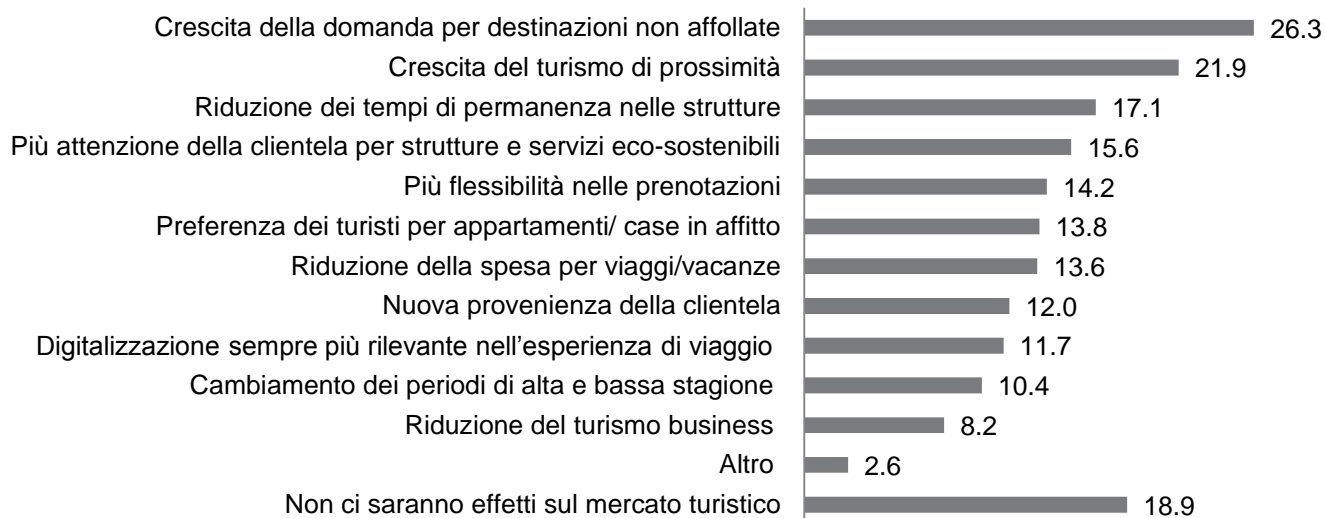 Crescita della domanda per destinazioni non affollate 26.3
Crescita del turismo di prossimità 21.9
Riduzione dei tempi di permanenza nelle strutture 17.1
Più attenzione della clientela per strutture e servizi eco-sostenibili 15.6
Più flessibilità nelle prenotazioni 14.2
Preferenza dei turisti per appartamenti/ case in affitto 13.8
Riduzione della spesa per viaggi/vacanze 13.6
Nuova provenienza della clientela 12.0
Digitalizzazione sempre più rilevante nell’esperienza di viaggio 11.7
Cambiamento dei periodi di alta e bassa stagione 10.4
Riduzione del turismo business 8.2
Altro 2.6
Non ci saranno effetti sul mercato turistico 18.9